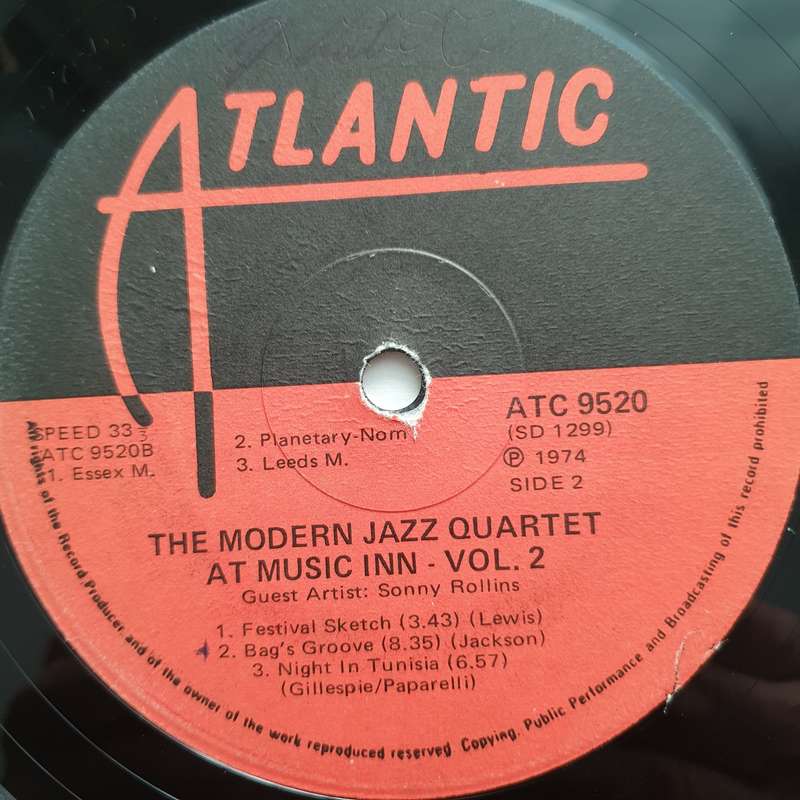 ATLANTIC
SPEED 33⅓
ATC 9520B
1. Essex M.
2. Planetary-Nom
3. Leeds M.
ATC 9520
(SD 1299)
Ⓟ 1974
SIDE 2
THE MODERN JAZZ QUARTET
AT MUSIC INN - VOL. 2
Guest Artist: Sonny Rollins
1. Festival Sketch (3.43) (Lewis)
2. Bag's Groove (8.35) (Jackson)
3. Night In Tunisia (6.57)
(Gillespie/Paparelli)
of the Record Producer, and of the owner of the work reproduced reserved Copying, Public Performance and Broadcasting of this record prohibited